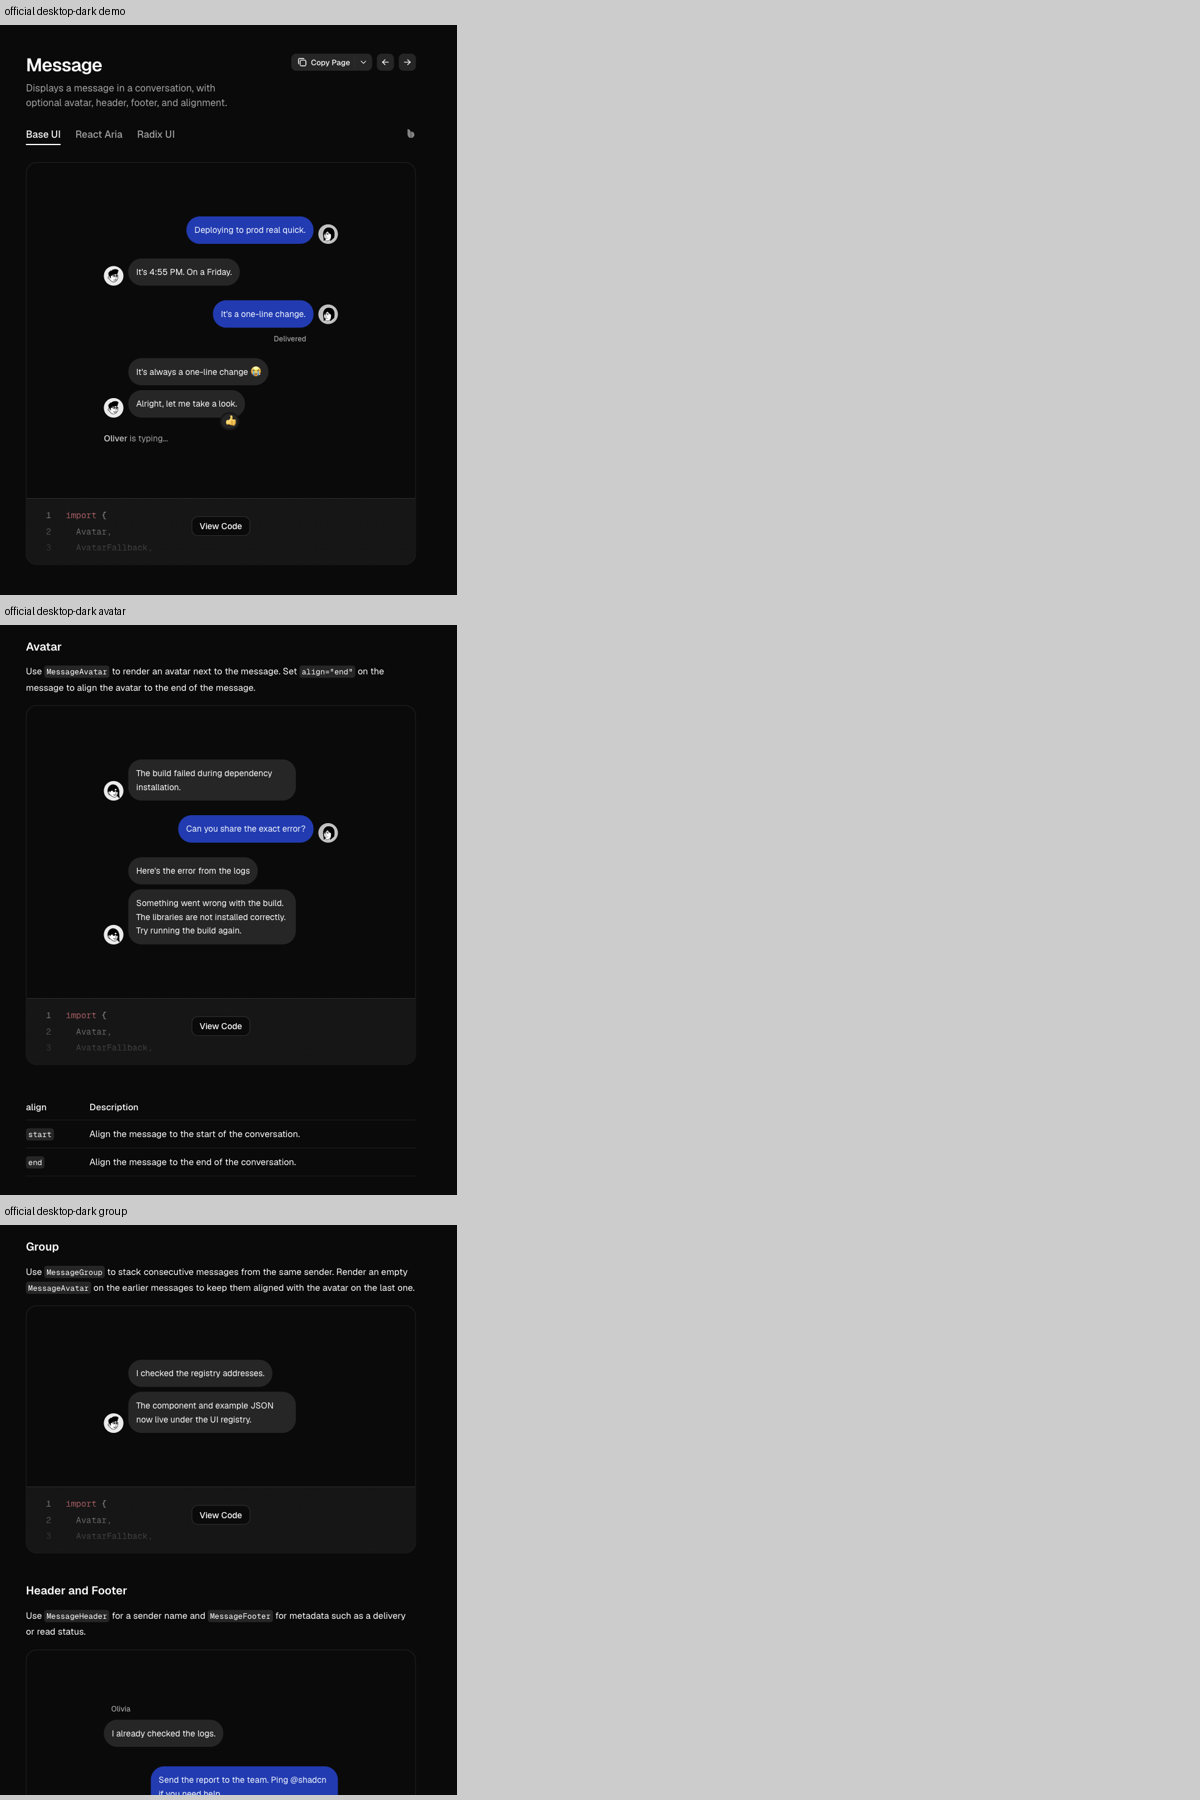 official desktop-dark demo
Message
Copy Page
Displays a message in a conversation, with
optional avatar, header, footer, and alignment.
Base UI React Aria Radix UI
Deploying to prod real quick.
It's 4:55 PM. On a Friday.
It's a one-line change.
Delivered
It's always a one-line change 😭
Alright, let me take a look.
👍
Oliver is typing...
1 import {
2 Avatar,
3 AvatarFallback,
View Code
official desktop-dark avatar
Avatar
Use MessageAvatar to render an avatar next to the message. Set align="end" on the
message to align the avatar to the end of the message.
The build failed during dependency
installation.
Can you share the exact error?
Here's the error from the logs
Something went wrong with the build.
The libraries are not installed correctly.
Try running the build again.
1 import {
2 Avatar,
3 AvatarFallback,
View Code
align Description
start Align the message to the start of the conversation.
end Align the message to the end of the conversation.
official desktop-dark group
Group
Use MessageGroup to stack consecutive messages from the same sender. Render an empty
MessageAvatar on the earlier messages to keep them aligned with the avatar on the last one.
I checked the registry addresses.
The component and example JSON
now live under the UI registry.
1 import {
2 Avatar,
3 AvatarFallback,
View Code
Header and Footer
Use MessageHeader for a sender name and MessageFooter for metadata such as a delivery
or read status.
Olivia
I already checked the logs.
Send the report to the team. Ping @shadcn
if you need help.